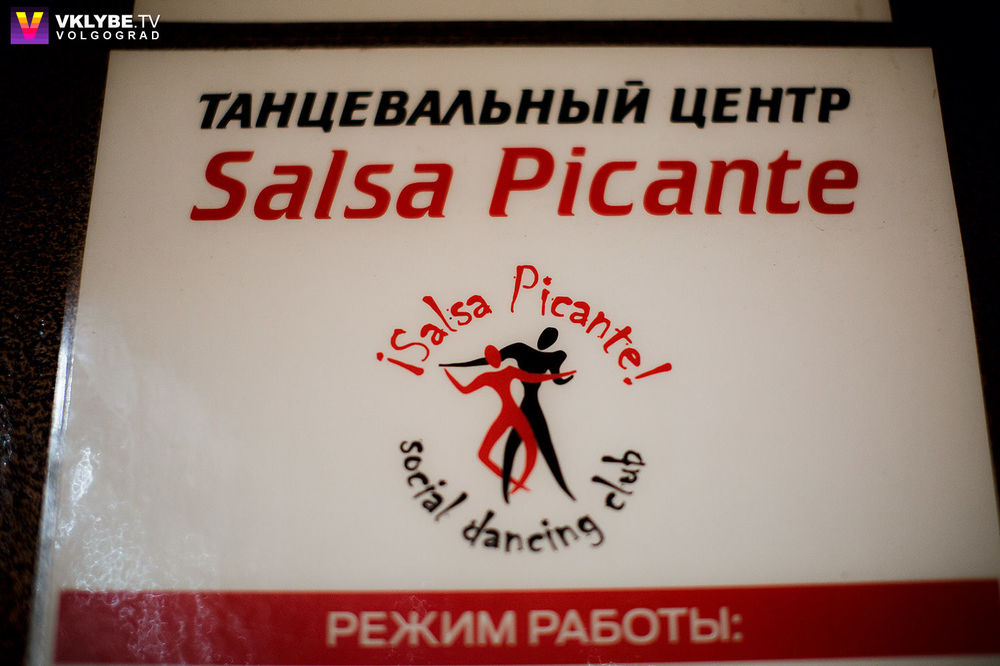 VKLYBE.TV
VOLGOGRAD
ТАНЦЕВАЛЬНЫЙ ЦЕНТР
Salsa Picante
¡Salsa Picante!
social dancing club
РЕЖИМ РАБОТЫ: